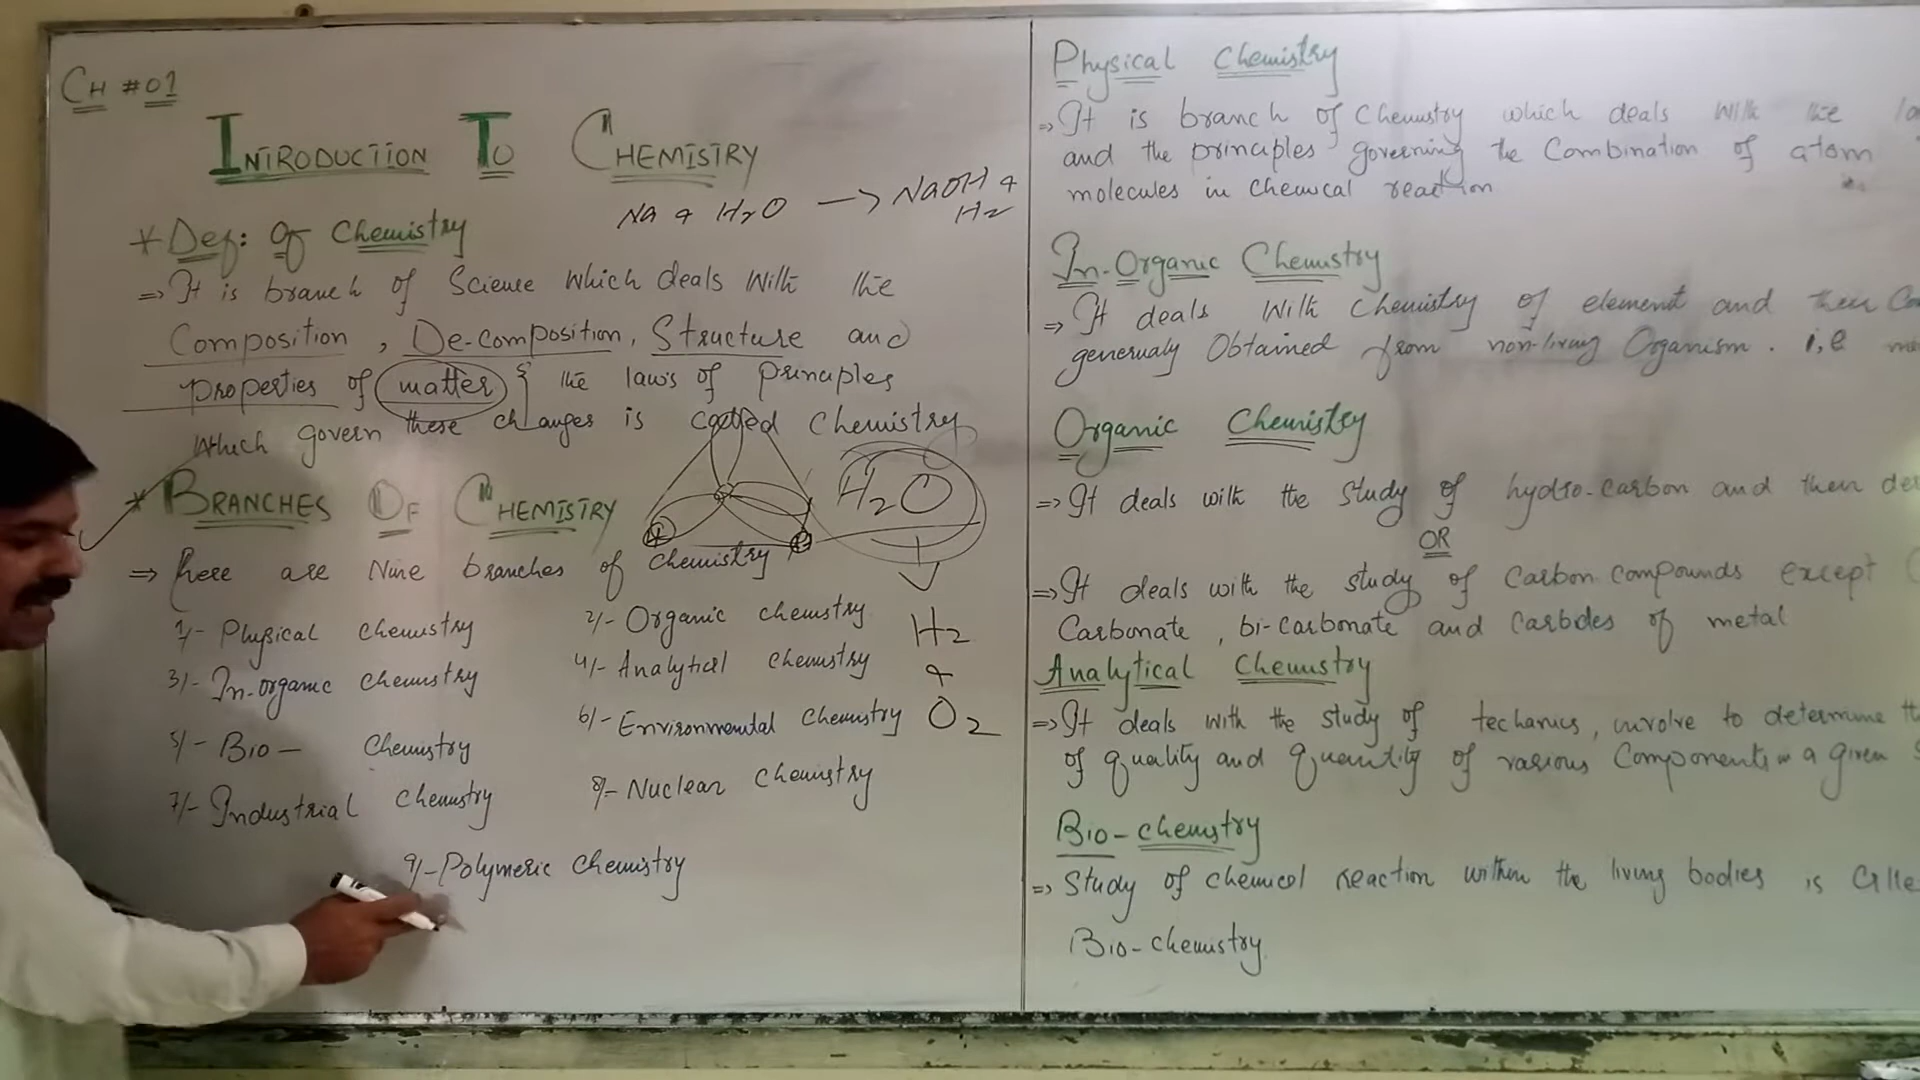 CH #01
INTRODUCTION TO CHEMISTRY
Na + H2O → NaOH +
H2
* Def: Of Chemistry
⇒ It is branch of Science Which deals With the
Composition, De-composition, Structure and
properties of matter } the laws of principles
Which govern these changes is called Chemistry
* BRANCHES OF CHEMISTRY
H2O
⇒ there are Nine branches of chemistry
1/- Physical chemistry
2/- Organic chemistry
3/- In-organic chemistry
4/- Analytical chemistry
5/- Bio - Chemistry
6/- Environmental Chemistry
7/- Industrial chemistry
8/- Nuclear Chemistry
9/- Polymeric Chemistry
H2
+
O2
Physical Chemistry
⇒ It is branch of Chemistry which deals With the
and the principles governing the Combination of atom
molecules in chemical reaction
In-Organic Chemistry
⇒ It deals With Chemistry of element and their
generualy Obtained from non-living Organism. i,e
Organic Chemistry
⇒ It deals with the study of hydro-carbon and their
OR
⇒ It deals with the study of Carbon compounds except
Carbonate, bi-carbonate and Carbides of metal
Analytical Chemistry
⇒ It deals with the study of techanics, involve to determine
of quality and quantity of various Components in a given
Bio-chemistry
⇒ Study of chemical reaction within the living bodies is
Bio-chemistry